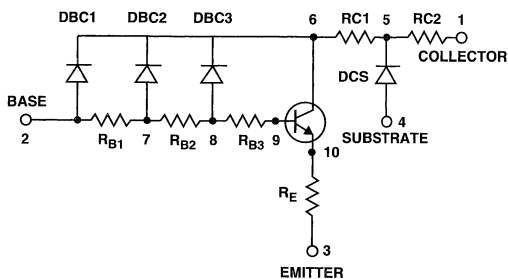 DBC1 DBC2 DBC3 6 RC1 5 RC2 1
COLLECTOR
DCS
BASE
2 RB1 7 RB2 8 RB3 9 4
SUBSTRATE
10
RE
3
EMITTER